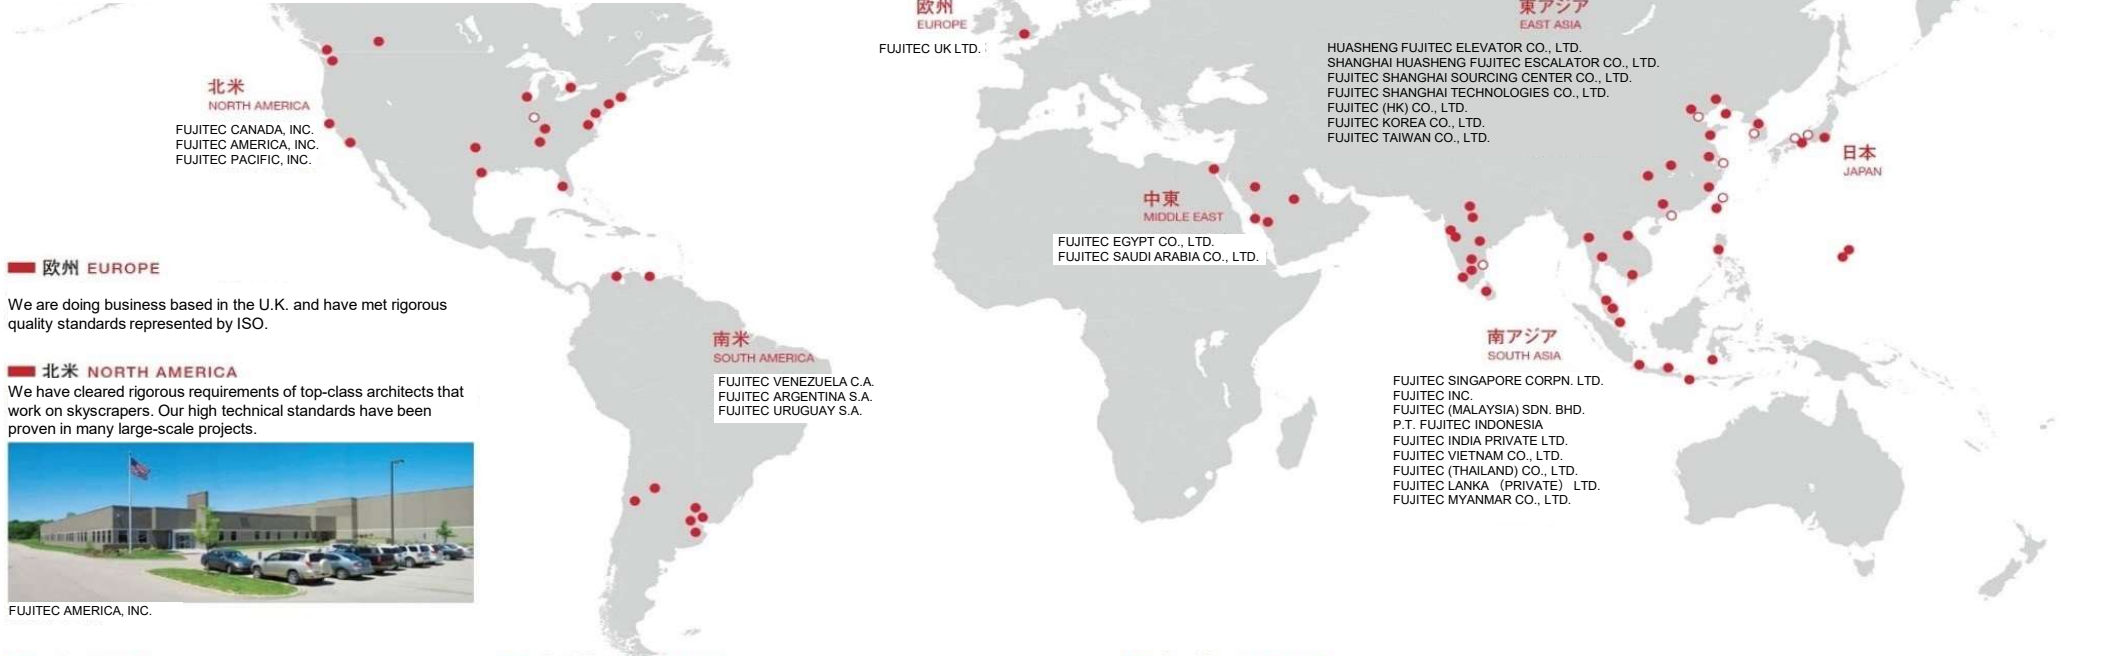 欧州
EUROPE
FUJITEC UK LTD.
東アジア
EAST ASIA
HUASHENG FUJITEC ELEVATOR CO., LTD.
SHANGHAI HUASHENG FUJITEC ESCALATOR CO., LTD.
FUJITEC SHANGHAI SOURCING CENTER CO., LTD.
FUJITEC SHANGHAI TECHNOLOGIES CO., LTD.
FUJITEC (HK) CO., LTD.
FUJITEC KOREA CO., LTD.
FUJITEC TAIWAN CO., LTD.
北米
NORTH AMERICA
FUJITEC CANADA, INC.
FUJITEC AMERICA, INC.
FUJITEC PACIFIC, INC.
日本
JAPAN
中東
MIDDLE EAST
FUJITEC EGYPT CO., LTD.
FUJITEC SAUDI ARABIA CO., LTD.
欧州 EUROPE
We are doing business based in the U.K. and have met rigorous
quality standards represented by ISO.
北米 NORTH AMERICA
We have cleared rigorous requirements of top-class architects that
work on skyscrapers. Our high technical standards have been
proven in many large-scale projects.
FUJITEC AMERICA, INC.
南米
SOUTH AMERICA
FUJITEC VENEZUELA C.A.
FUJITEC ARGENTINA S.A.
FUJITEC URUGUAY S.A.
南アジア
SOUTH ASIA
FUJITEC SINGAPORE CORPN. LTD.
FUJITEC INC.
FUJITEC (MALAYSIA) SDN. BHD.
P.T. FUJITEC INDONESIA
FUJITEC INDIA PRIVATE LTD.
FUJITEC VIETNAM CO., LTD.
FUJITEC (THAILAND) CO., LTD.
FUJITEC LANKA （PRIVATE） LTD.
FUJITEC MYANMAR CO., LTD.